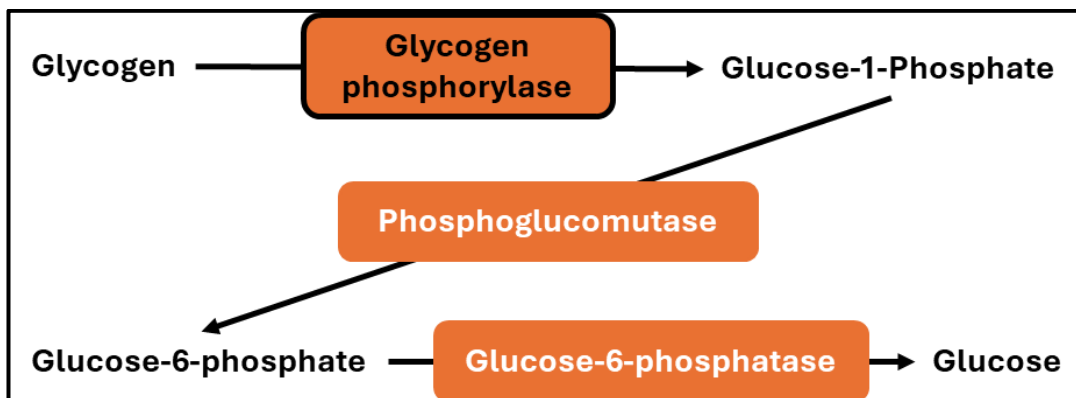 Glycogen
Glycogen
phosphorylase
Glucose-1-Phosphate
Phosphoglucomutase
Glucose-6-phosphate
Glucose-6-phosphatase
Glucose